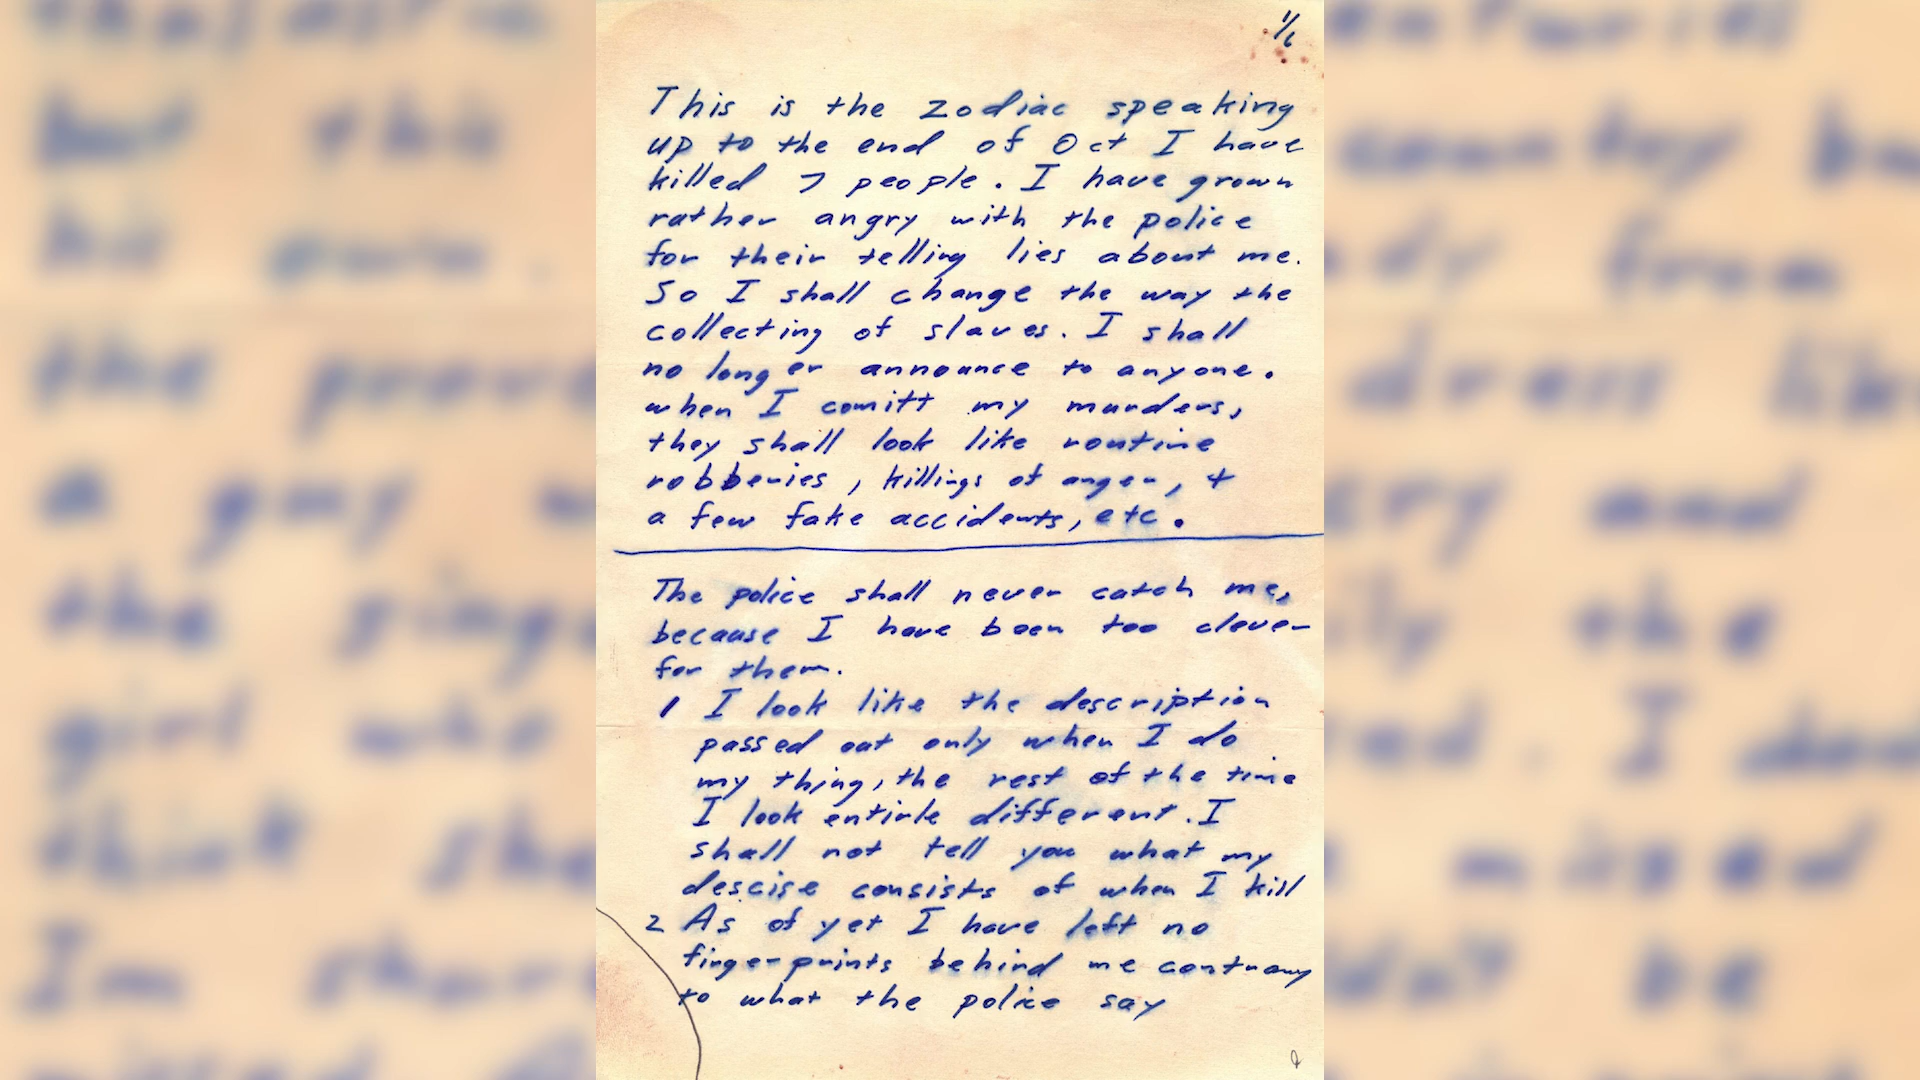 1/6
This is the Zodiac speaking
up to the end of Oct I have
killed 7 people. I have grown
rather angry with the police
for their telling lies about me.
So I shall change the way the
collecting of slaves. I shall
no longer announce to anyone.
when I comitt my murders,
they shall look like routine
robberies, killings of anger, +
a few fake accidents, etc.
The police shall never catch me,
because I have been too clever
for them.
1 I look like the description
passed out only when I do
my thing, the rest of the time
I look entirle different. I
shall not tell you what my
descise consists of when I kill
2 As of yet I have left no
fingerprints behind me contrary
to what the police say